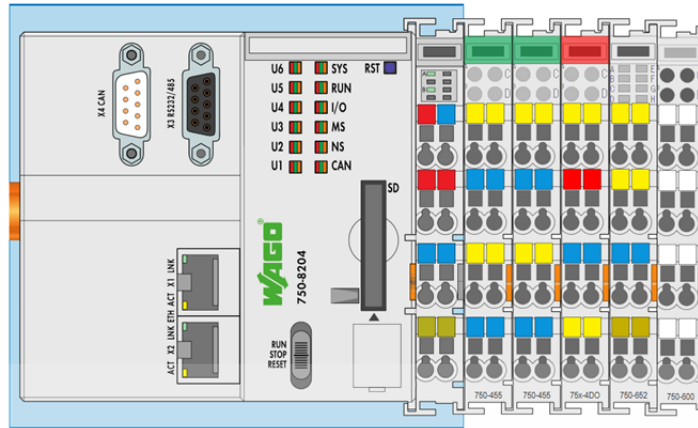 X4 CAN
X3 RS232/485
U6 SYS RST
U5 RUN
U4 I/O
U3 MS
U2 NS
U1 CAN
SD
WAGO
750-8204
ACT X1 LNK
ACT X2 LNK ETH
RUN
STOP
RESET
A
B
C
D
C
D
C
D
A E
B F
C G
D H
750-455
750-455
75x-4DO
750-652
750-600